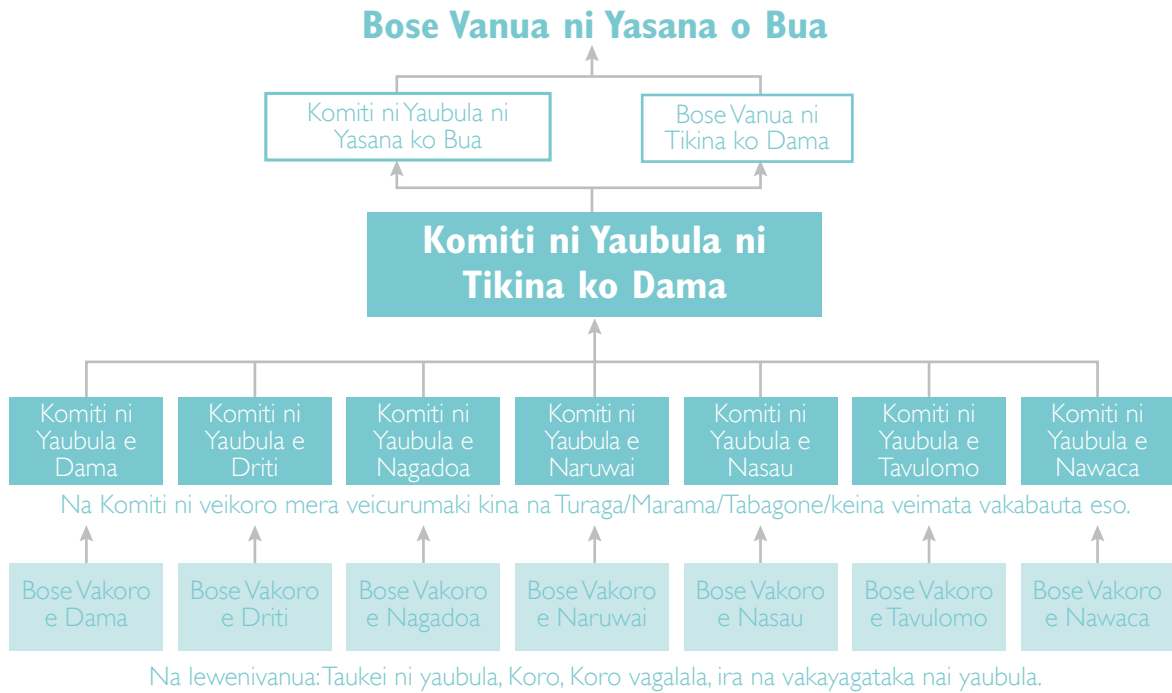 Bose Vanua ni Yasana o Bua
Komiti ni Yaubula ni
Yasana ko Bua
Bose Vanua ni
Tikina ko Dama
Komiti ni Yaubula ni
Tikina ko Dama
Komiti ni
Yaubula e
Dama
Komiti ni
Yaubula e
Driti
Komiti ni
Yaubula e
Nagadoa
Komiti ni
Yaubula e
Naruwai
Komiti ni
Yaubula e
Nasau
Komiti ni
Yaubula e
Tavulomo
Komiti ni
Yaubula e
Nawaca
Na Komiti ni veikoro mera veicurumaki kina na Turaga/Marama/Tabagone/keina veimata vakabauta eso.
Bose Vakoro
e Dama
Bose Vakoro
e Driti
Bose Vakoro
e Nagadoa
Bose Vakoro
e Naruwai
Bose Vakoro
e Nasau
Bose Vakoro
e Tavulomo
Bose Vakoro
e Nawaca
Na lewenivanua: Taukei ni yaubula, Koro, Koro vagalala, ira na vakayagataka nai yaubula.